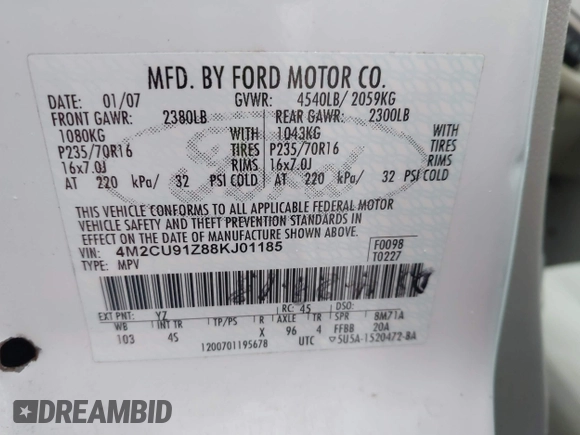 MFD. BY FORD MOTOR CO.
DATE: 01/07 GVWR: 4540LB/ 2059KG
FRONT GAWR: 2380LB REAR GAWR: 2300LB
1080KG WITH 1043KG WITH
P235/70R16 TIRES P235/70R16 TIRES
16x7.0J RIMS 16x7.0J RIMS
AT 220 kPa/ 32 PSI COLD AT 220 kPa/ 32 PSI COLD
THIS VEHICLE CONFORMS TO ALL APPLICABLE FEDERAL MOTOR
VEHICLE SAFETY AND THEFT PREVENTION STANDARDS IN
EFFECT ON THE DATE OF MANUFACTURE SHOWN ABOVE.
VIN: 4M2CU91Z88KJ01185 F0098
TYPE: MPV T0227
EXT PNT: YZ RC: 45 DSO:
WB INT TR TP/PS R AXLE TR SPR 8M71A
103 4S X 96 4 FFBB 20A
1200701195678 UTC 5U5A-1520472-BA
AUTOBIDMASTER
DREAMBID